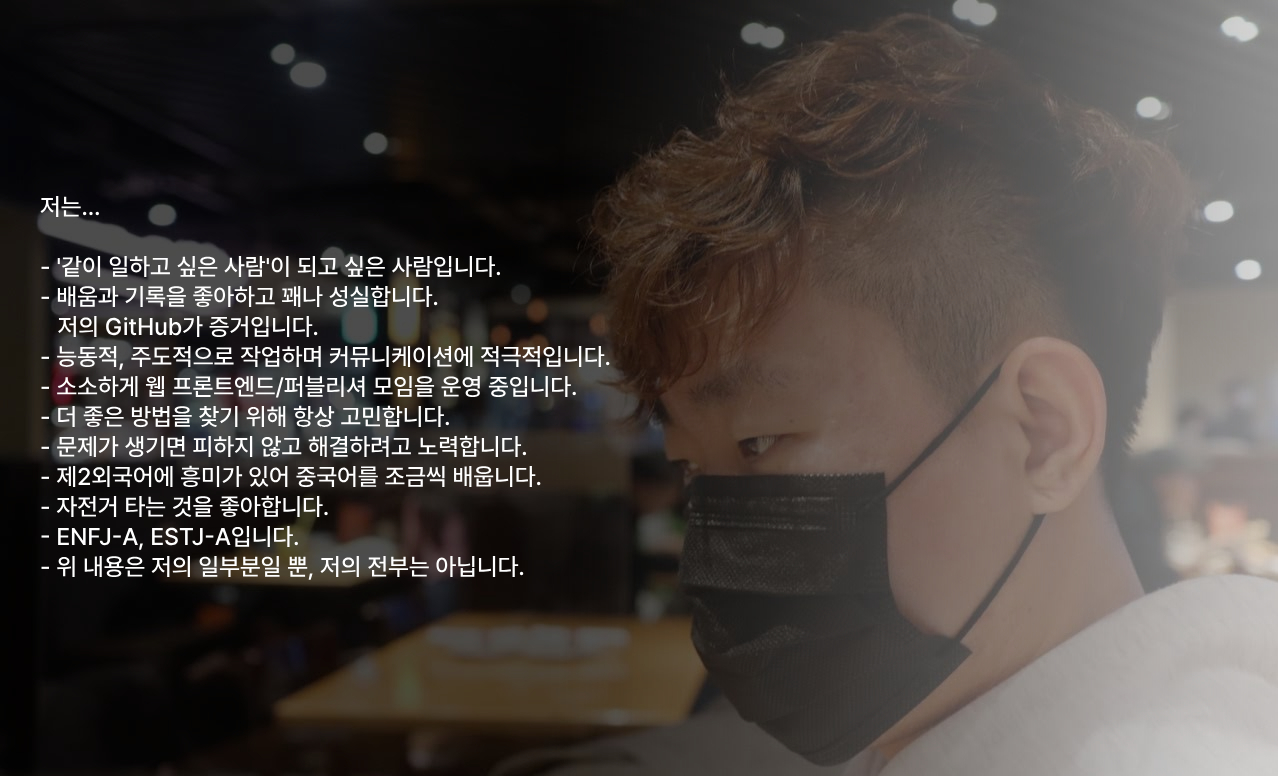 저는...
- '같이 일하고 싶은 사람'이 되고 싶은 사람입니다.
- 배움과 기록을 좋아하고 꽤나 성실합니다.
저의 GitHub가 증거입니다.
- 능동적, 주도적으로 작업하며 커뮤니케이션에 적극적입니다.
- 소소하게 웹 프론트엔드/퍼블리셔 모임을 운영 중입니다.
- 더 좋은 방법을 찾기 위해 항상 고민합니다.
- 문제가 생기면 피하지 않고 해결하려고 노력합니다.
- 제2외국어에 흥미가 있어 중국어를 조금씩 배웁니다.
- 자전거 타는 것을 좋아합니다.
- ENFJ-A, ESTJ-A입니다.
- 위 내용은 저의 일부분일 뿐, 저의 전부는 아닙니다.